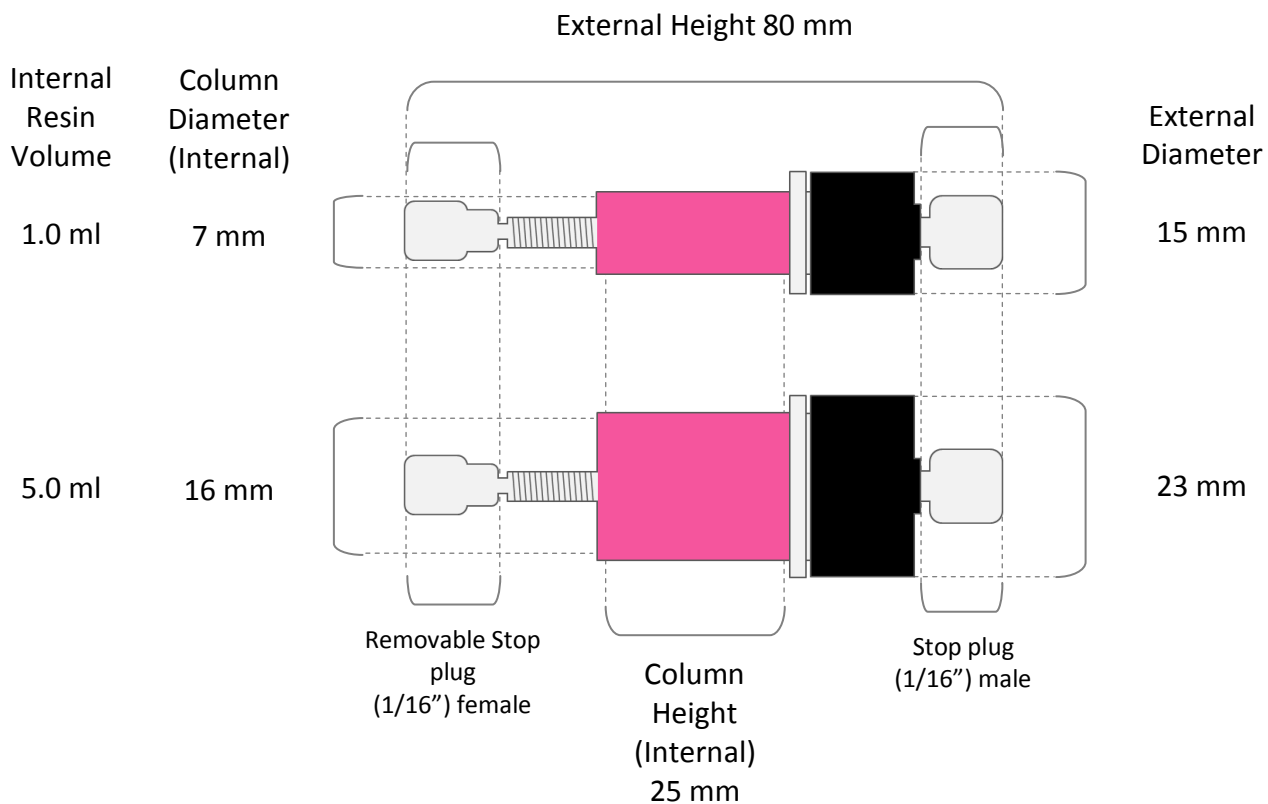 External Height 80 mm
Internal
Resin
Volume
Column
Diameter
(Internal)
External
Diameter
1.0 ml
7 mm
15 mm
5.0 ml
16 mm
23 mm
Removable Stop
plug
(1/16”) female
Column
Height
(Internal)
25 mm
Stop plug
(1/16”) male